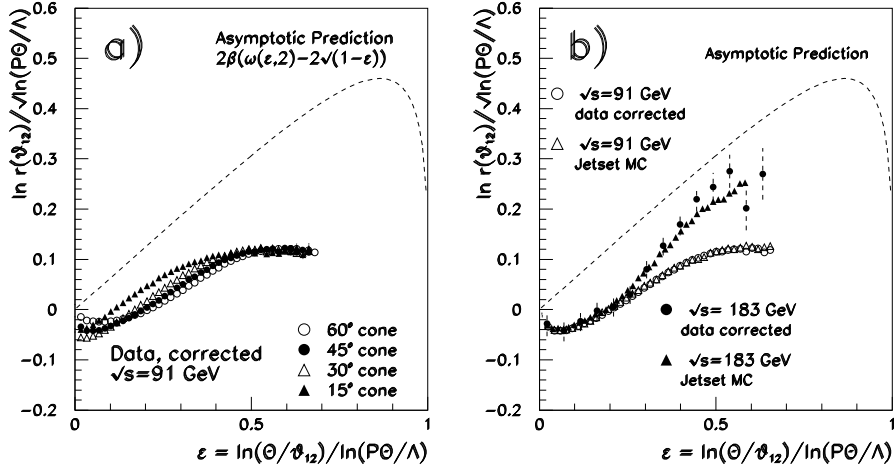 a)
Asymptotic Prediction
2β(ω(ε,2)−2√(1−ε))
ln r(ϑ₁₂)/√ln(PΘ/Λ)
0.6
0.5
0.4
0.3
0.2
0.1
0
−0.1
−0.2
Data, corrected
√s=91 GeV
60° cone
45° cone
30° cone
15° cone
0
0.5
1
ε = ln(Θ/ϑ₁₂)/ln(PΘ/Λ)
b)
Asymptotic Prediction
√s=91 GeV
data corrected
√s=91 GeV
Jetset MC
ln r(ϑ₁₂)/√ln(PΘ/Λ)
0.6
0.5
0.4
0.3
0.2
0.1
0
−0.1
−0.2
√s= 183 GeV
data corrected
√s=183 GeV
Jetset MC
0
0.5
1
ε = ln(Θ/ϑ₁₂)/ln(PΘ/Λ)